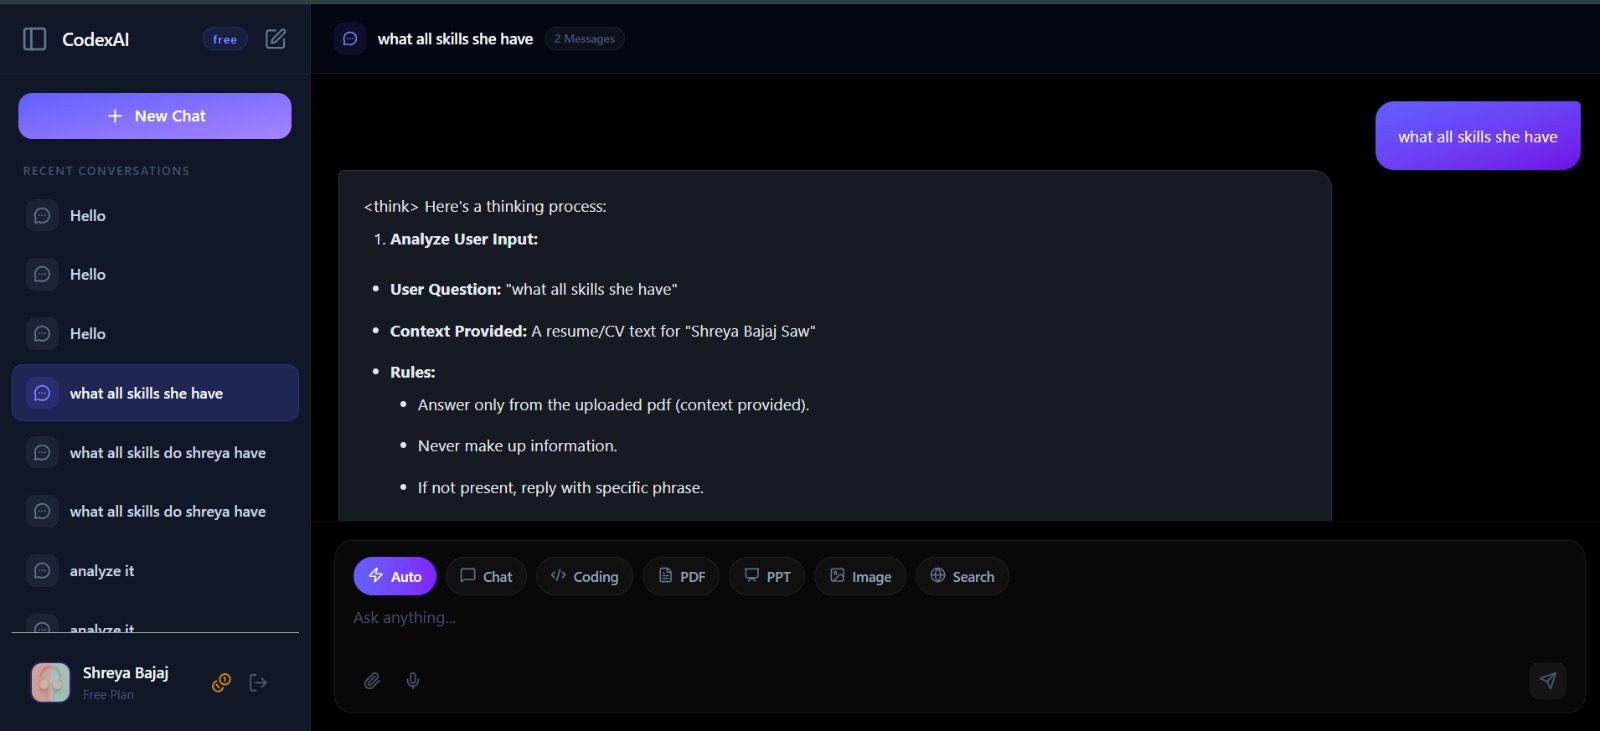 CodexAI
free
New Chat
RECENT CONVERSATIONS
Hello
Hello
Hello
what all skills she have
what all skills do shreya have
what all skills do shreya have
analyze it
analyze it
Shreya Bajaj
Free Plan
what all skills she have
2 Messages
what all skills she have
<think> Here's a thinking process:
1. Analyze User Input:
• User Question: "what all skills she have"
• Context Provided: A resume/CV text for "Shreya Bajaj Saw"
• Rules:
• Answer only from the uploaded pdf (context provided).
• Never make up information.
• If not present, reply with specific phrase.
Auto
Chat
Coding
PDF
PPT
Image
Search
Ask anything...